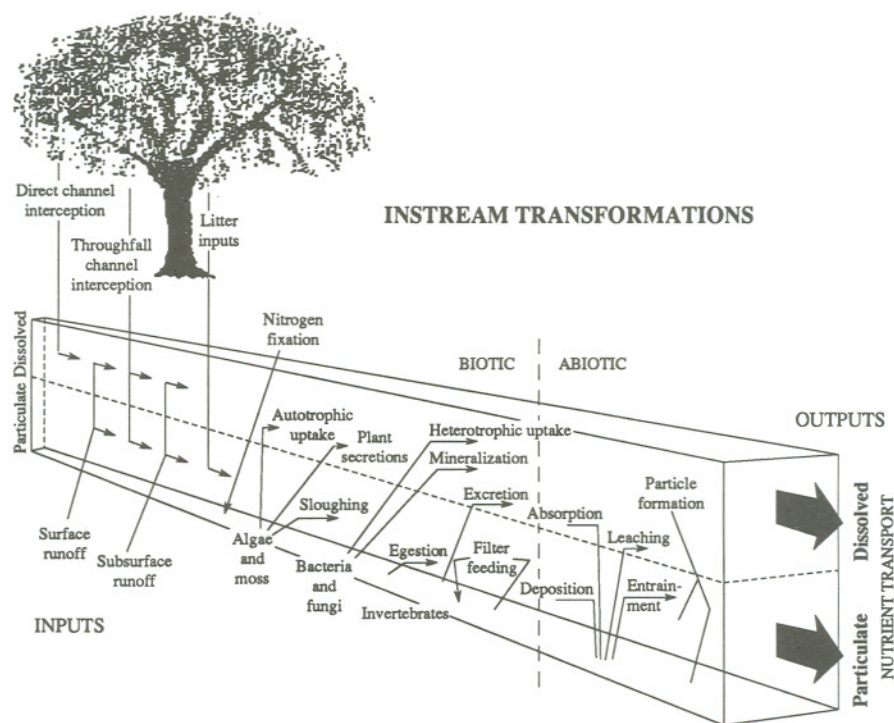 Direct channel
interception
Throughfall
channel
interception
Litter
inputs
INSTREAM TRANSFORMATIONS
Nitrogen
fixation
BIOTIC
ABIOTIC
OUTPUTS
Dissolved
Particulate
Autotrophic
uptake
Plant
secretions
Heterotrophic uptake
Mineralization
Sloughing
Excretion
Particle
formation
Absorption
Leaching
Surface
runoff
Subsurface
runoff
Algae
and
moss
Bacteria
and
fungi
Egestion
Filter
feeding
Invertebrates
Deposition
Entrain-
ment
INPUTS
Dissolved
Particulate
NUTRIENT TRANSPORT